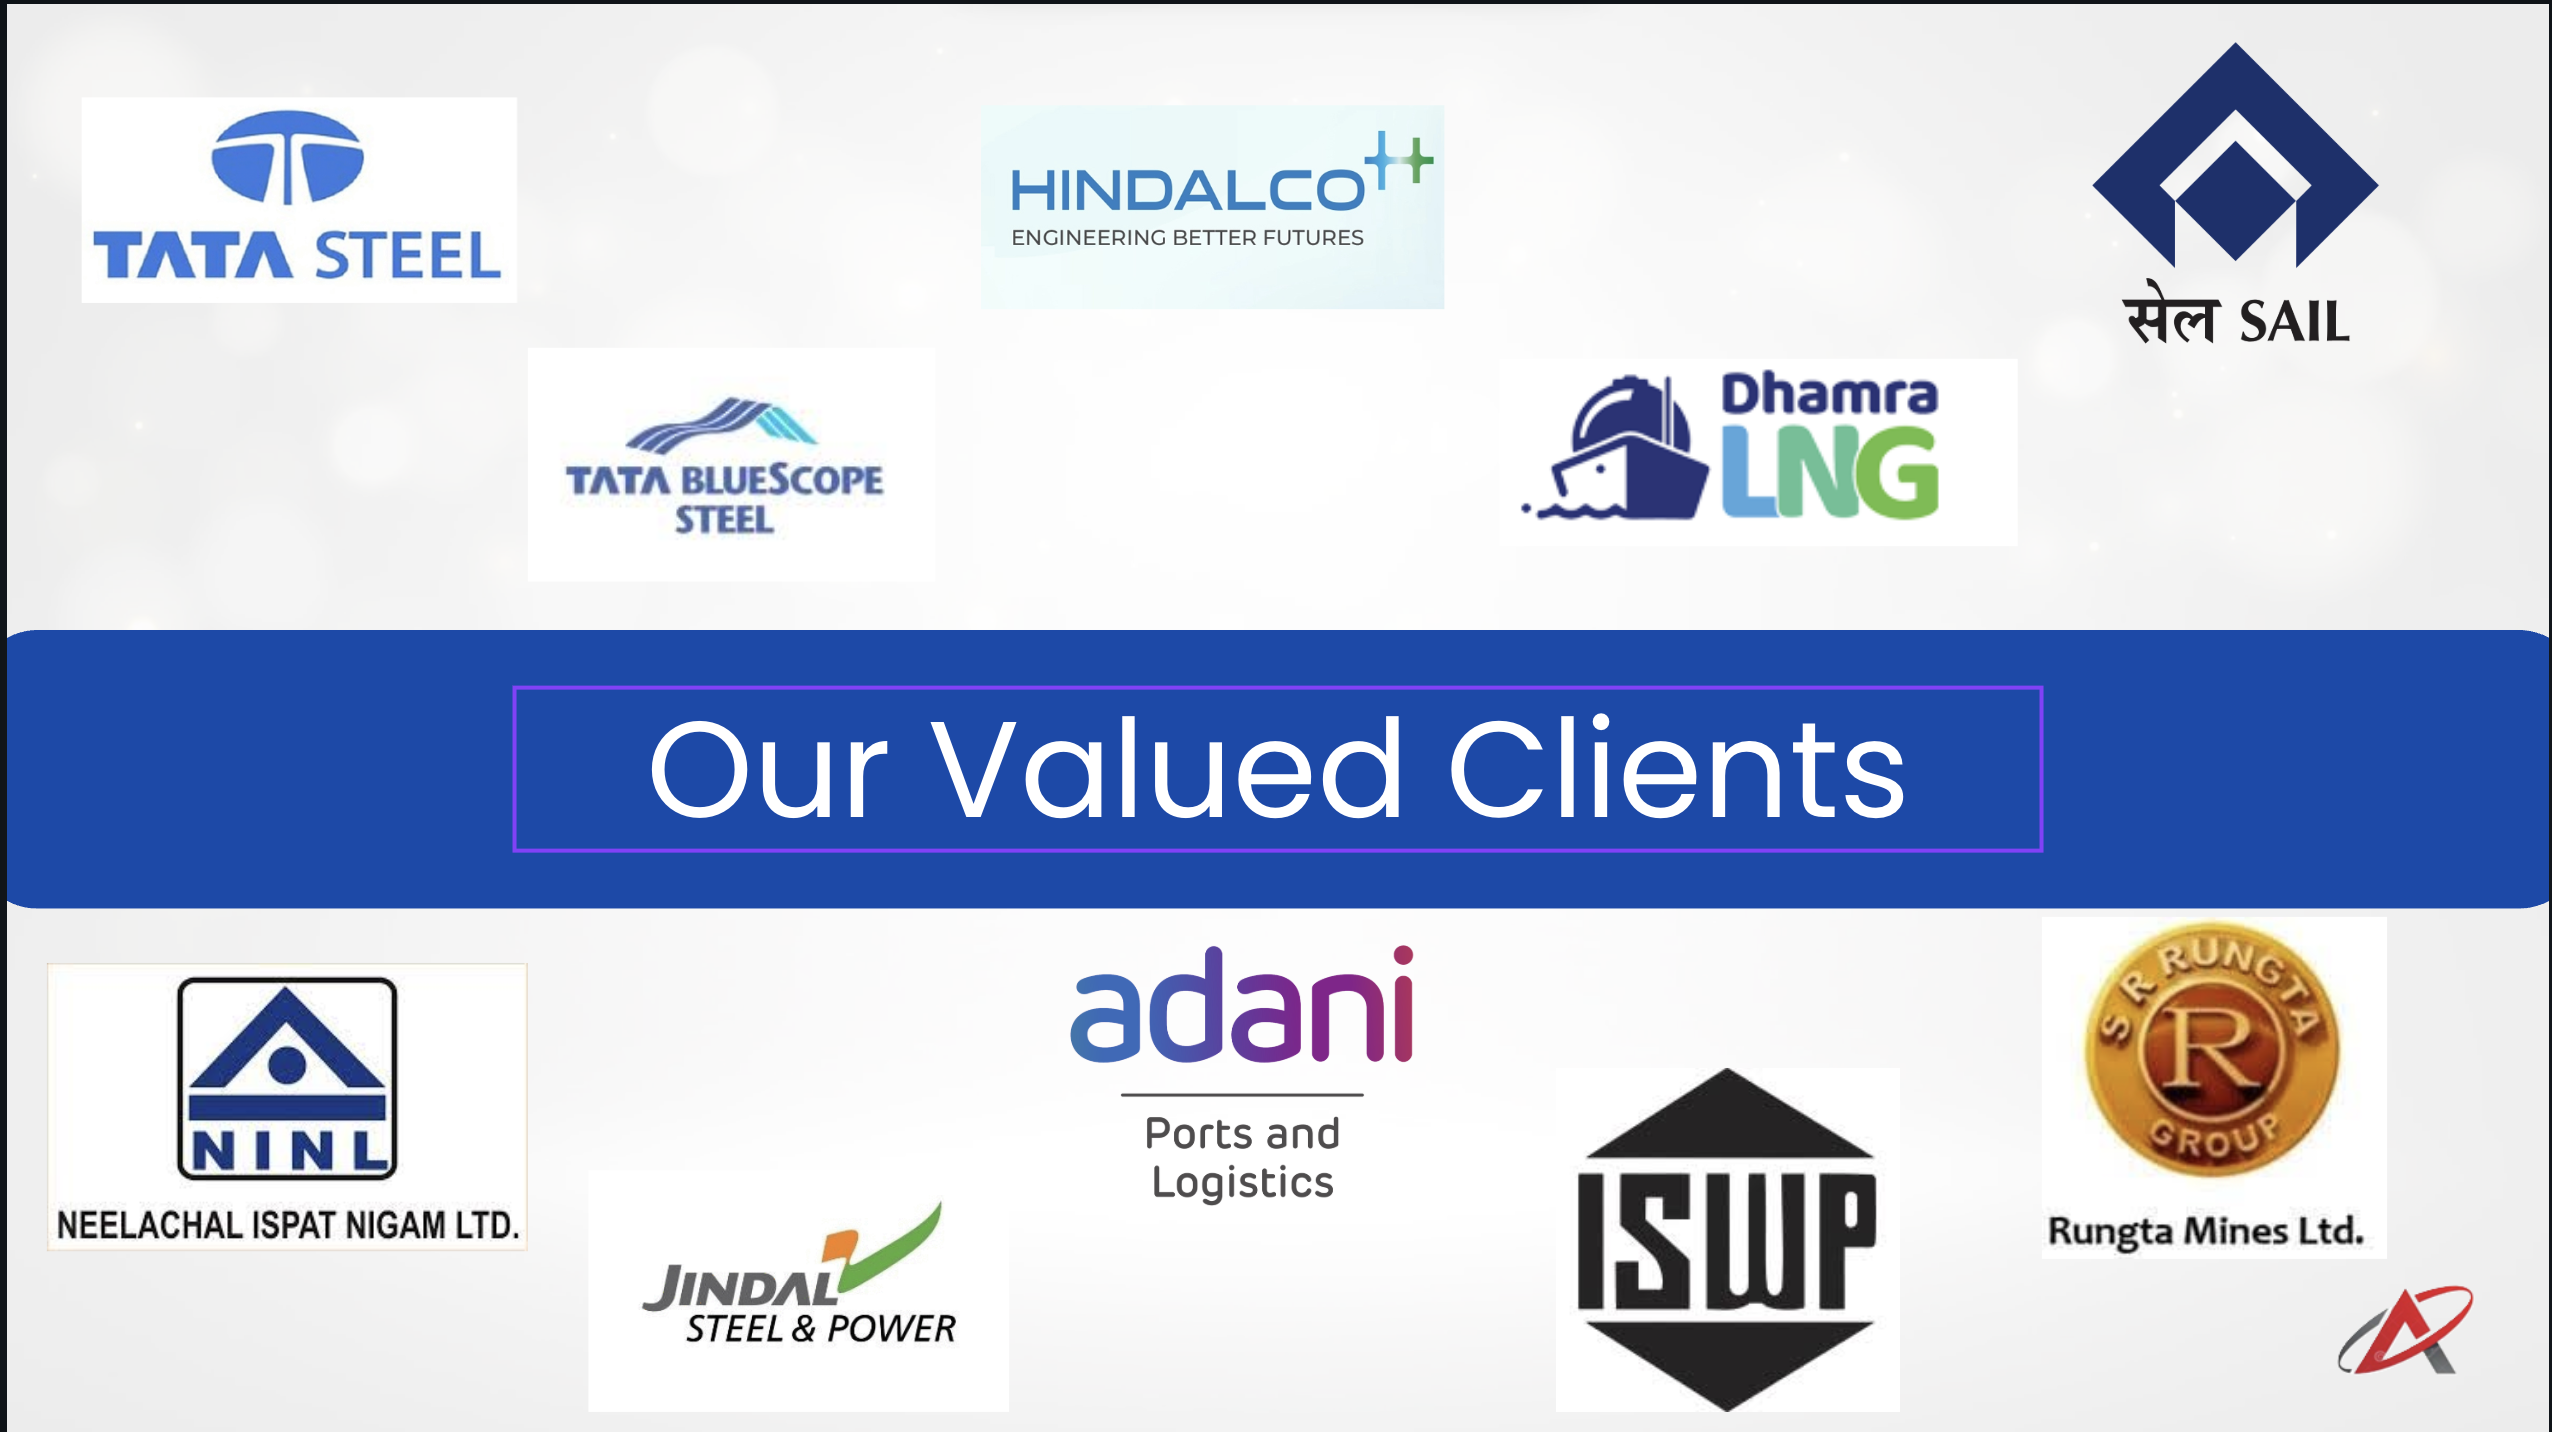 TATA STEEL
HINDALCO
ENGINEERING BETTER FUTURES
सेल SAIL
TATA BLUESCOPE
STEEL
Dhamra
LNG
Our Valued Clients
NINL
NEELACHAL ISPAT NIGAM LTD.
JINDAL
STEEL & POWER
adani
Ports and
Logistics
ISWP
S R RUNGTA
R
GROUP
Rungta Mines Ltd.